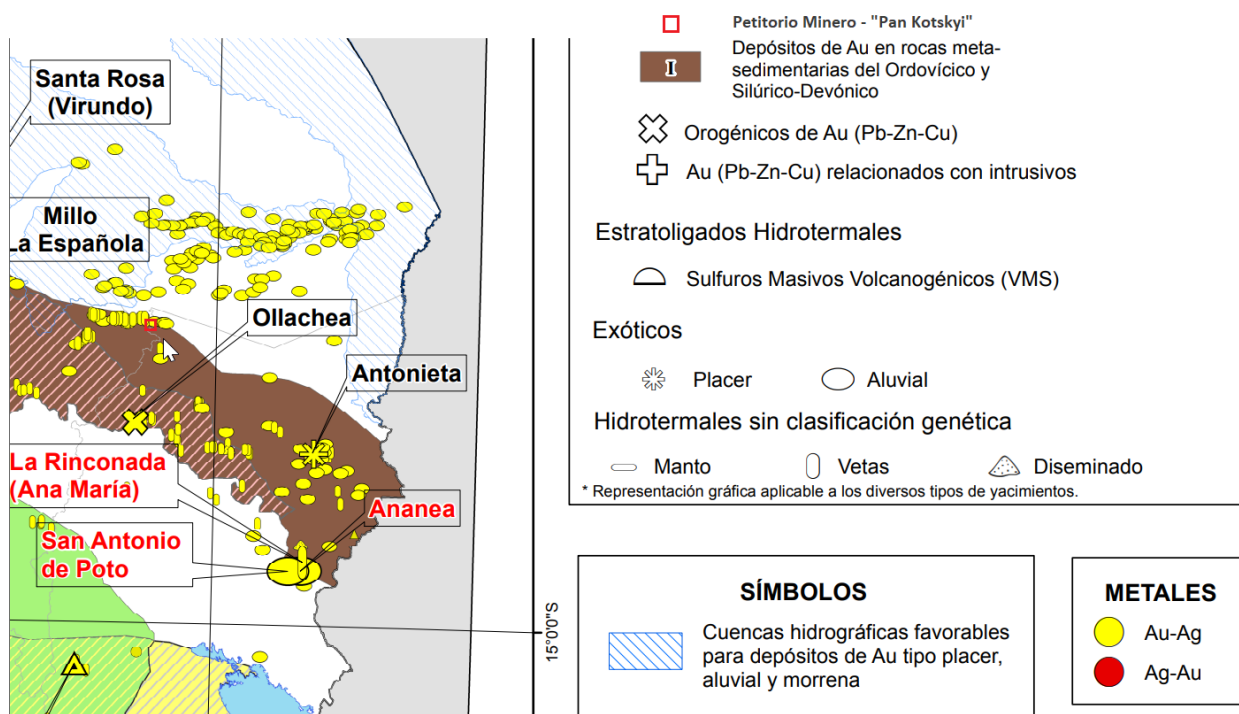 Santa Rosa
(Virundo)
Millo
La Española
Ollachea
Antonieta
La Rinconada
(Ana Maríá)
Ananea
San Antonio
de Poto
15°0'0"S
Petitorio Minero - "Pan Kotskyi"
I
Depósitos de Au en rocas meta-
sedimentarias del Ordovícico y
Silúrico-Devónico
Orogénicos de Au (Pb-Zn-Cu)
Au (Pb-Zn-Cu) relacionados con intrusivos
Estratoligados Hidrotermales
Sulfuros Masivos Volcanogénicos (VMS)
Exóticos
Placer
Aluvial
Hidrotermales sin clasificación genética
Manto
Vetas
Diseminado
* Representación gráfica aplicable a los diversos tipos de yacimientos.
SÍMBOLOS
Cuencas hidrográficas favorables
para depósitos de Au tipo placer,
aluvial y morrena
METALES
Au-Ag
Ag-Au